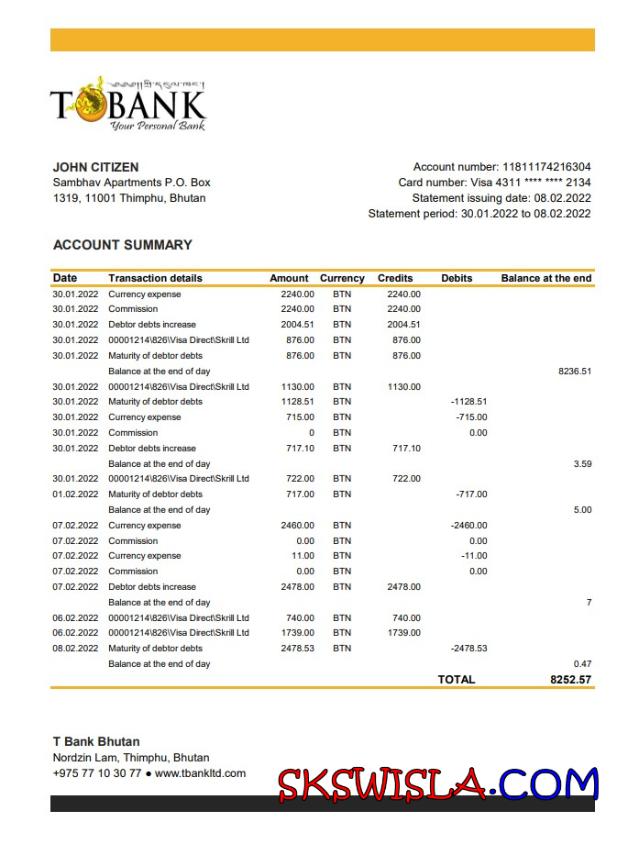 T BANK
Your Personal Bank
JOHN CITIZEN
Sambhav Apartments P.O. Box
1319, 11001 Thimphu, Bhutan
Account number: 11811174216304
Card number: Visa 4311 **** **** 2134
Statement issuing date: 08.02.2022
Statement period: 30.01.2022 to 08.02.2022
ACCOUNT SUMMARY
Date Transaction details Amount Currency Credits Debits Balance at the end
30.01.2022 Currency expense 2240.00 BTN 2240.00
30.01.2022 Commission 2240.00 BTN 2240.00
30.01.2022 Debtor debts increase 2004.51 BTN 2004.51
30.01.2022 00001214\826\Visa Direct\Skrill Ltd 876.00 BTN 876.00
30.01.2022 Maturity of debtor debts 876.00 BTN 876.00
Balance at the end of day 8236.51
30.01.2022 00001214\826\Visa Direct\Skrill Ltd 1130.00 BTN 1130.00
30.01.2022 Maturity of debtor debts 1128.51 BTN -1128.51
30.01.2022 Currency expense 715.00 BTN -715.00
30.01.2022 Commission 0 BTN 0.00
30.01.2022 Debtor debts increase 717.10 BTN 717.10
Balance at the end of day 3.59
30.01.2022 00001214\826\Visa Direct\Skrill Ltd 722.00 BTN 722.00
01.02.2022 Maturity of debtor debts 717.00 BTN -717.00
Balance at the end of day 5.00
07.02.2022 Currency expense 2460.00 BTN -2460.00
07.02.2022 Commission 0.00 BTN 0.00
07.02.2022 Currency expense 11.00 BTN -11.00
07.02.2022 Commission 0.00 BTN 0.00
07.02.2022 Debtor debts increase 2478.00 BTN 2478.00
Balance at the end of day 7
06.02.2022 00001214\826\Visa Direct\Skrill Ltd 740.00 BTN 740.00
06.02.2022 00001214\826\Visa Direct\Skrill Ltd 1739.00 BTN 1739.00
08.02.2022 Maturity of debtor debts 2478.53 BTN -2478.53
Balance at the end of day 0.47
TOTAL 8252.57
T Bank Bhutan
Nordzin Lam, Thimphu, Bhutan
+975 77 10 30 77 ● www.tbankltd.com
SKSWISLA.COM